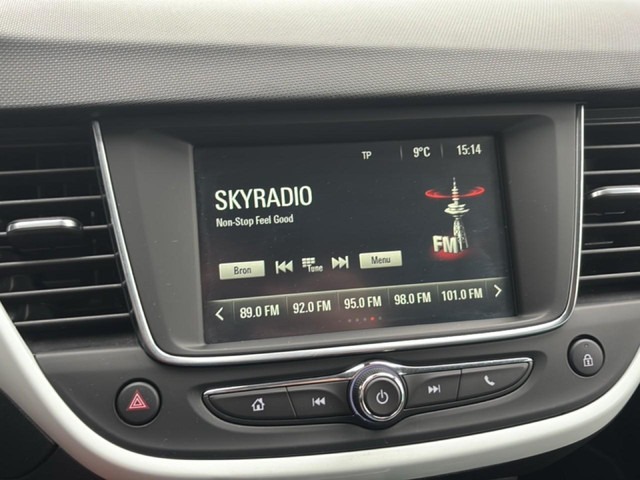 TP 9°C 15:14
SKYRADIO
Non-Stop Feel Good
FM
Bron Tune Menu
89.0 FM 92.0 FM 95.0 FM 98.0 FM 101.0 FM